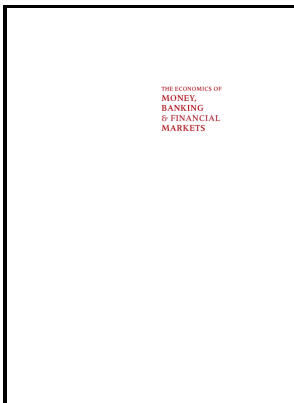 THE ECONOMICS OF
MONEY,
BANKING
& FINANCIAL
MARKETS